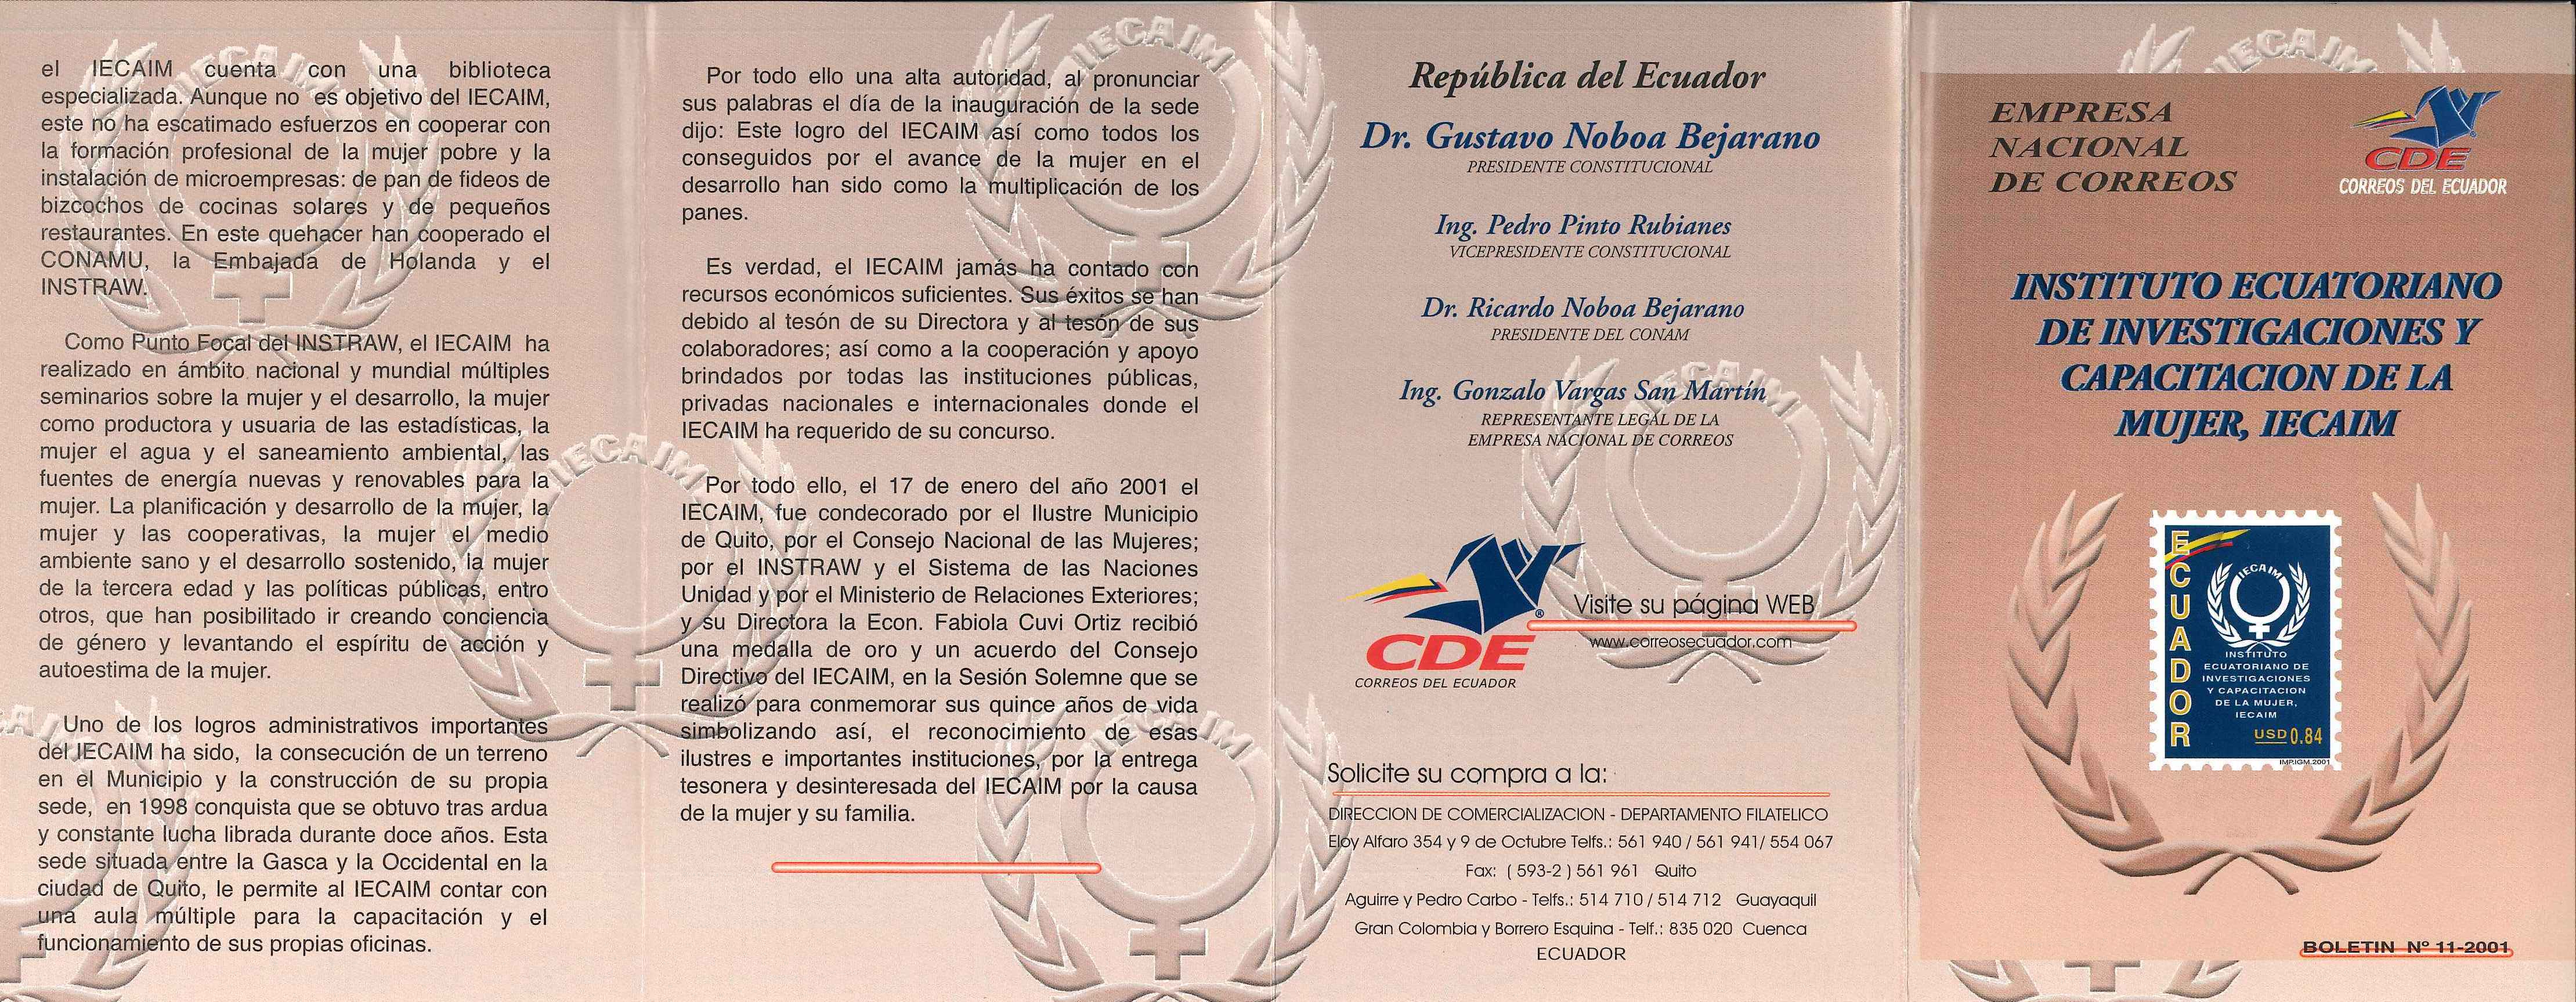 el IECAIM cuenta con una biblioteca
especializada. Aunque no es objetivo del IECAIM,
este no ha escatimado esfuerzos en cooperar con
la formación profesional de la mujer pobre y la
instalación de microempresas: de pan de fideos de
bizcochos de cocinas solares y de pequeños
restaurantes. En este quehacer han cooperado el
CONAMU, la Embajada de Holanda y el
INSTRAW.
Como Punto Focal del INSTRAW, el IECAIM ha
realizado en ámbito nacional y mundial múltiples
seminarios sobre la mujer y el desarrollo, la mujer
como productora y usuaria de las estadísticas, la
mujer el agua y el saneamiento ambiental, las
fuentes de energía nuevas y renovables para la
mujer. La planificación y desarrollo de la mujer, la
mujer y las cooperativas, la mujer el medio
ambiente sano y el desarrollo sostenido, la mujer
de la tercera edad y las políticas públicas, entro
otros, que han posibilitado ir creando conciencia
de género y levantando el espíritu de acción y
autoestima de la mujer.
Uno de los logros administrativos importantes
del IECAIM ha sido, la consecución de un terreno
en el Municipio y la construcción de su propia
sede, en 1998 conquista que se obtuvo tras ardua
y constante lucha librada durante doce años. Esta
sede situada entre la Gasca y la Occidental en la
ciudad de Quito, le permite al IECAIM contar con
una aula múltiple para la capacitación y el
funcionamiento de sus propias oficinas.
Por todo ello una alta autoridad, al pronunciar
sus palabras el día de la inauguración de la sede
dijo: Este logro del IECAIM así como todos los
conseguidos por el avance de la mujer en el
desarrollo han sido como la multiplicación de los
panes.
Es verdad, el IECAIM jamás ha contado con
recursos económicos suficientes. Sus éxitos se han
debido al tesón de su Directora y al tesón de sus
colaboradores; así como a la cooperación y apoyo
brindados por todas las instituciones públicas,
privadas nacionales e internacionales donde el
IECAIM ha requerido de su concurso.
Por todo ello, el 17 de enero del año 2001 el
IECAIM, fue condecorado por el Ilustre Municipio
de Quito, por el Consejo Nacional de las Mujeres;
por el INSTRAW y el Sistema de las Naciones
Unidad y por el Ministerio de Relaciones Exteriores;
y su Directora la Econ. Fabiola Cuvi Ortiz recibió
una medalla de oro y un acuerdo del Consejo
Directivo del IECAIM, en la Sesión Solemne que se
realizó para conmemorar sus quince años de vida
simbolizando así, el reconocimiento de esas
ilustres e importantes instituciones, por la entrega
tesonera y desinteresada del IECAIM por la causa
de la mujer y su familia.
República del Ecuador
Dr. Gustavo Noboa Bejarano
PRESIDENTE CONSTITUCIONAL
Ing. Pedro Pinto Rubianes
VICEPRESIDENTE CONSTITUCIONAL
Dr. Ricardo Noboa Bejarano
PRESIDENTE DEL CONAM
Ing. Gonzalo Vargas San Martín
REPRESENTANTE LEGAL DE LA
EMPRESA NACIONAL DE CORREOS
CDE ®
CORREOS DEL ECUADOR
Visite su página WEB
www.correosecuador.com
Solicite su compra a la:
DIRECCION DE COMERCIALIZACION - DEPARTAMENTO FILATELICO
Eloy Alfaro 354 y 9 de Octubre Telfs.: 561 940 / 561 941/ 554 067
Fax: ( 593-2 ) 561 961 Quito
Aguirre y Pedro Carbo - Telfs.: 514 710 / 514 712 Guayaquil
Gran Colombia y Borrero Esquina - Telf.: 835 020 Cuenca
ECUADOR
EMPRESA
NACIONAL
DE CORREOS
CDE ®
CORREOS DEL ECUADOR
INSTITUTO ECUATORIANO
DE INVESTIGACIONES Y
CAPACITACION DE LA
MUJER, IECAIM
ECUADOR
IECAIM
INSTITUTO
ECUATORIANO DE
INVESTIGACIONES
Y CAPACITACION
DE LA MUJER,
IECAIM
USD 0.84
IMP.IGM.2001
BOLETIN Nº 11-2001
IECAIM
IECAIM
IECAIM
IECAIM
IECAIM
IECAIM